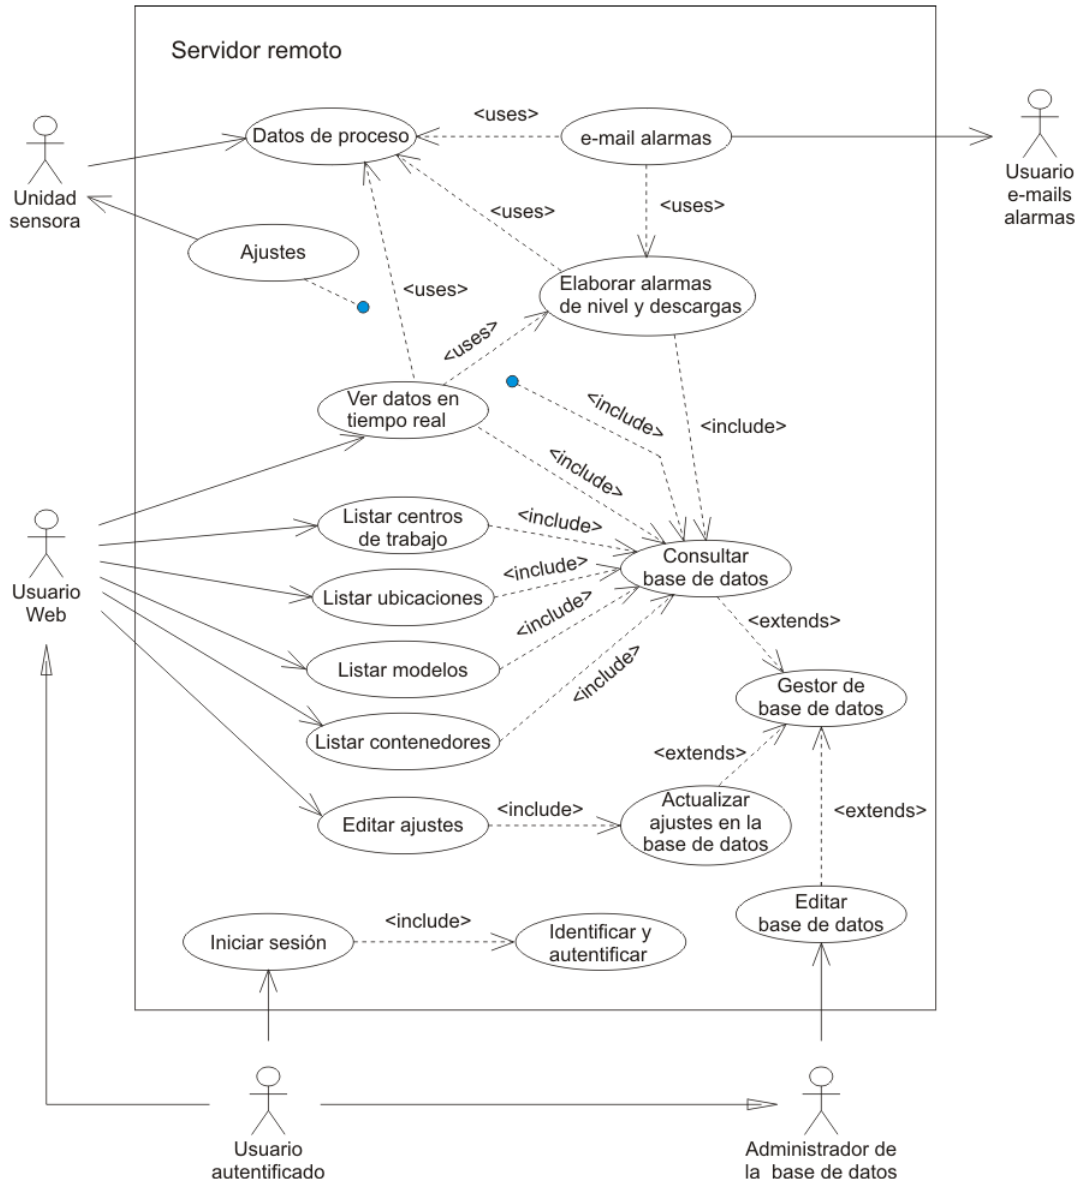 Servidor remoto
Datos de proceso
<uses>
e-mail alarmas
Unidad
sensora
Usuario
e-mails
alarmas
<uses>
<uses>
Ajustes
Elaborar alarmas
de nivel y descargas
<uses>
<uses>
Ver datos en
tiempo real
<include>
<include>
<include>
Listar centros
de trabajo
<include>
Consultar
base de datos
Usuario
Web
Listar ubicaciones
<include>
<include>
<extends>
Listar modelos
<include>
Gestor de
base de datos
Listar contenedores
<extends>
Editar ajustes
<include>
Actualizar
ajustes en la
base de datos
<extends>
Editar
base de datos
Iniciar sesión
<include>
Identificar y
autentificar
Usuario
autentificado
Administrador de
la base de datos